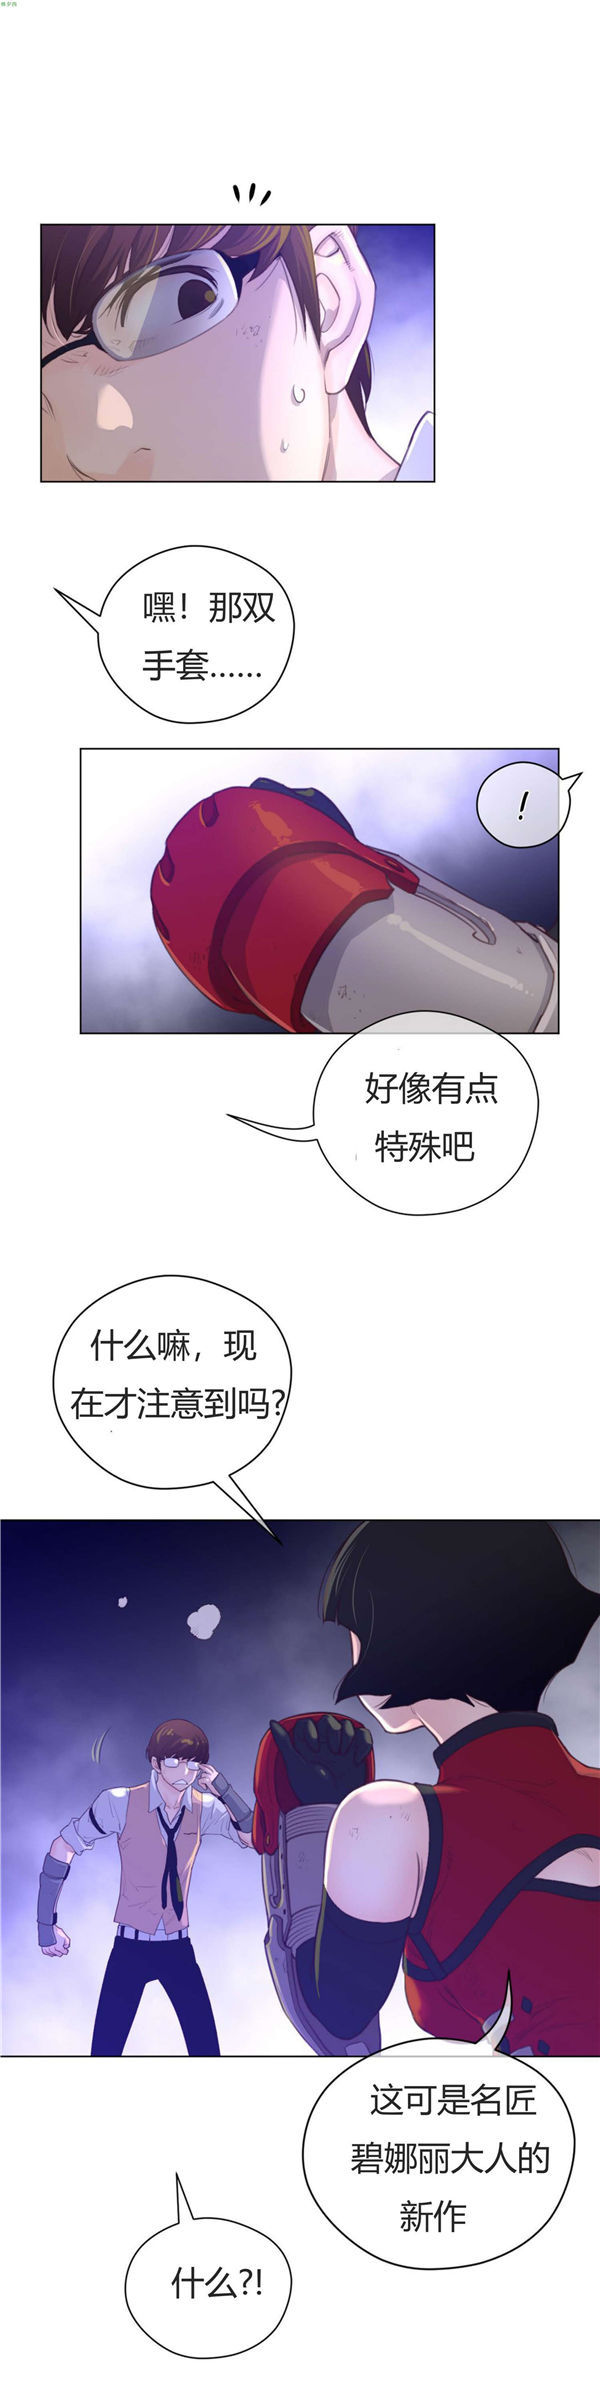 嘿！那双
手套……
！
好像有点
特殊吧
什么嘛，现
在才注意到吗?
这可是名匠
碧娜丽大人的
新作
什么?!